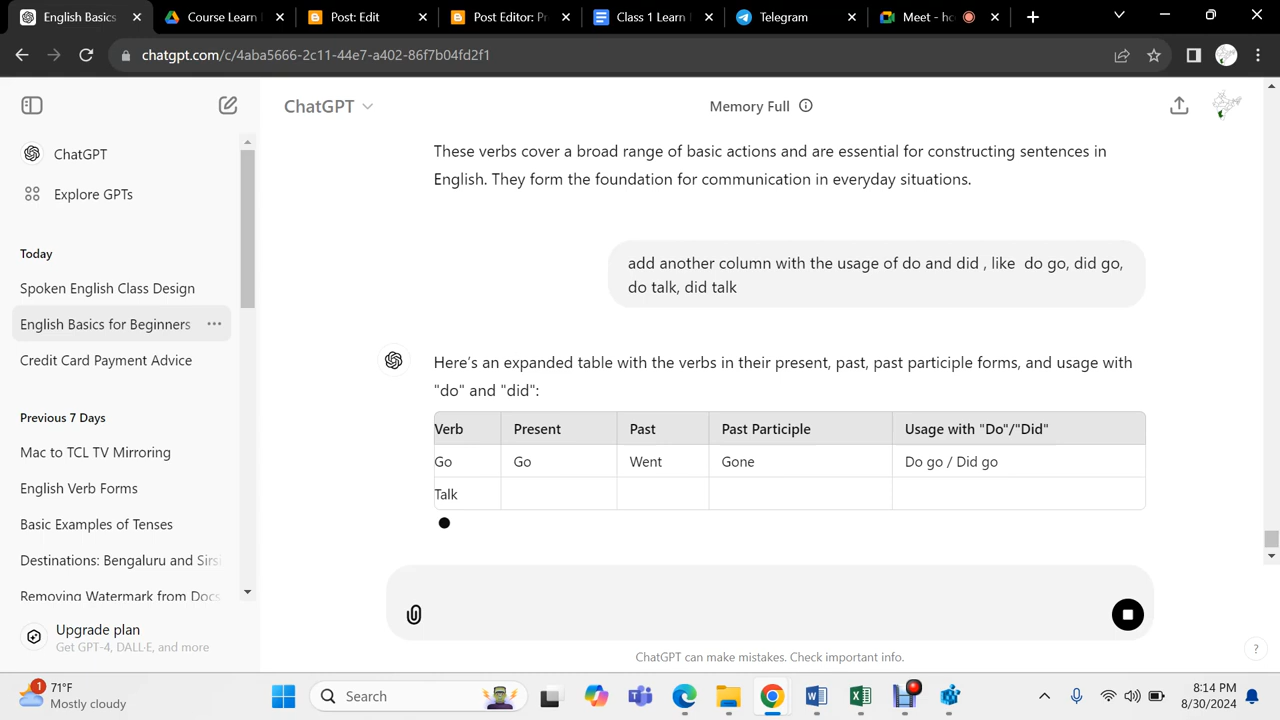 English Basics
Course Learn
Post: Edit
Post Editor: Pr
Class 1 Learn
Telegram
Meet - ho
chatgpt.com/c/4aba5666-2c11-44e7-a402-86f7b04fd2f1
ChatGPT
Memory Full
ChatGPT
Explore GPTs
Today
Spoken English Class Design
English Basics for Beginners
Credit Card Payment Advice
Previous 7 Days
Mac to TCL TV Mirroring
English Verb Forms
Basic Examples of Tenses
Destinations: Bengaluru and Sirsi
Removing Watermark from Docs
Upgrade plan
Get GPT-4, DALL·E, and more
These verbs cover a broad range of basic actions and are essential for constructing sentences in
English. They form the foundation for communication in everyday situations.
add another column with the usage of do and did , like do go, did go,
do talk, did talk
Here's an expanded table with the verbs in their present, past, past participle forms, and usage with
"do" and "did":
Verb Present Past Past Participle Usage with "Do"/"Did"
Go Go Went Gone Do go / Did go
Talk
ChatGPT can make mistakes. Check important info.
?
1
71°F
Mostly cloudy
Search
8:14 PM
8/30/2024